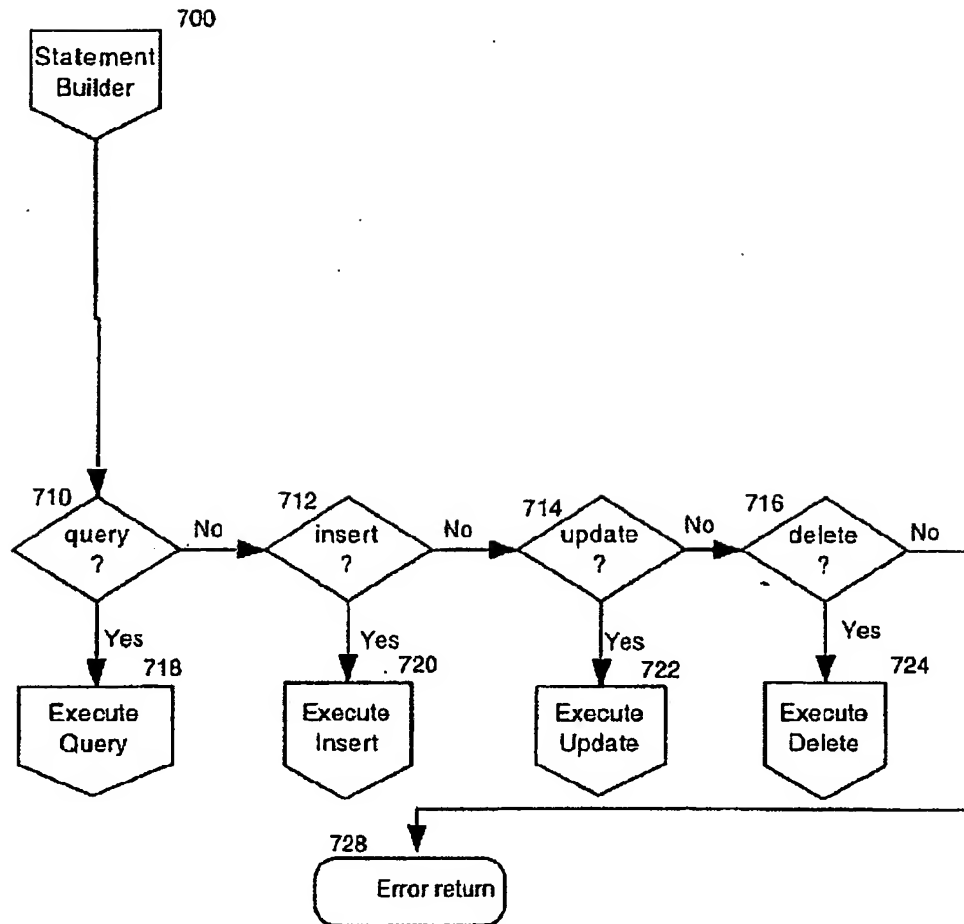 700
Statement
Builder
710
query
?
No
712
insert
?
No
714
update
?
No
716
delete
?
No
Yes
718
Execute
Query
Yes
720
Execute
Insert
Yes
722
Execute
Update
Yes
724
Execute
Delete
728
Error return